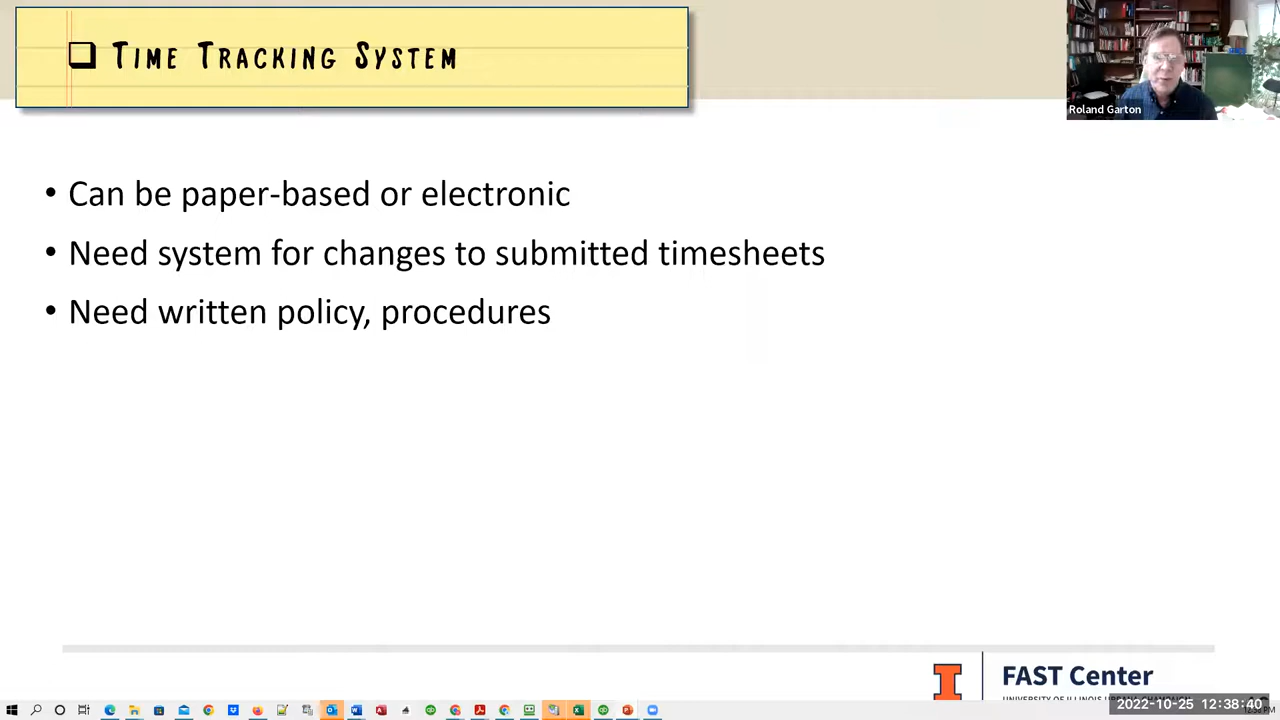 ❑ TIME TRACKING SYSTEM
Roland Garton
• Can be paper-based or electronic
• Need system for changes to submitted timesheets
• Need written policy, procedures
I
FAST Center
2022-10-25 12:38:40